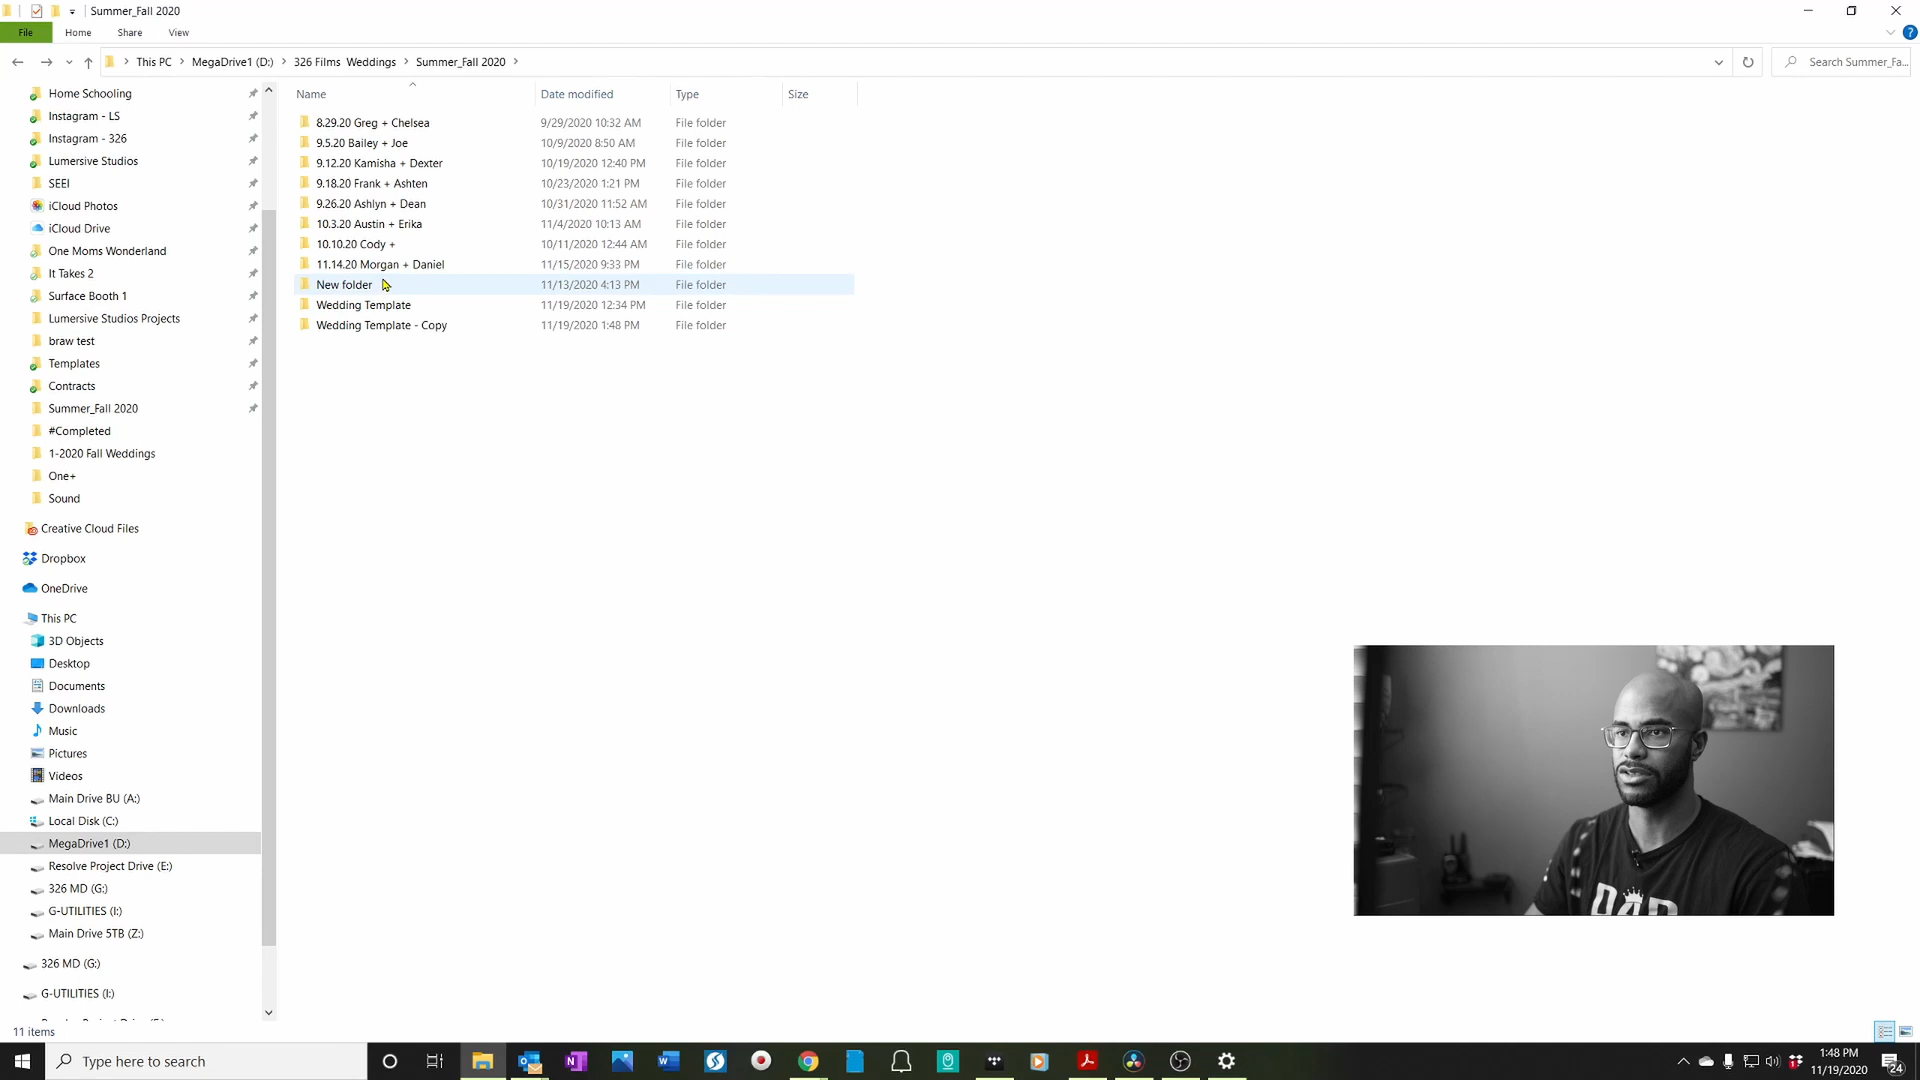 Summer_Fall 2020
File Home Share View
This PC MegaDrive1 (D:) 326 Films Weddings Summer_Fall 2020 Search Summer_Fa...
Name Date modified Type Size
8.29.20 Greg + Chelsea 9/29/2020 10:32 AM File folder
9.5.20 Bailey + Joe 10/9/2020 8:50 AM File folder
9.12.20 Kamisha + Dexter 10/19/2020 12:40 PM File folder
9.18.20 Frank + Ashten 10/23/2020 1:21 PM File folder
9.26.20 Ashlyn + Dean 10/31/2020 11:52 AM File folder
10.3.20 Austin + Erika 11/4/2020 10:13 AM File folder
10.10.20 Cody + 10/11/2020 12:44 AM File folder
11.14.20 Morgan + Daniel 11/15/2020 9:33 PM File folder
New folder 11/13/2020 4:13 PM File folder
Wedding Template 11/19/2020 12:34 PM File folder
Wedding Template - Copy 11/19/2020 1:48 PM File folder
Home Schooling
Instagram - LS
Instagram - 326
Lumersive Studios
SEEI
iCloud Photos
iCloud Drive
One Moms Wonderland
It Takes 2
Surface Booth 1
Lumersive Studios Projects
braw test
Templates
Contracts
Summer_Fall 2020
#Completed
1-2020 Fall Weddings
One+
Sound
Creative Cloud Files
Dropbox
OneDrive
This PC
3D Objects
Desktop
Documents
Downloads
Music
Pictures
Videos
Main Drive BU (A:)
Local Disk (C:)
MegaDrive1 (D:)
Resolve Project Drive (E:)
326 MD (G:)
G-UTILITIES (I:)
Main Drive 5TB (Z:)
326 MD (G:)
G-UTILITIES (I:)
11 items
Type here to search
1:48 PM
11/19/2020
24